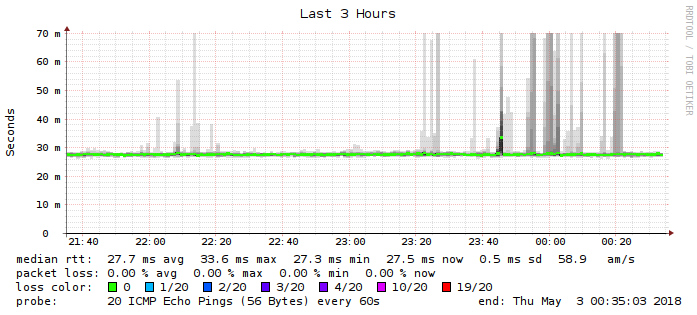 Last 3 Hours
RRDTOOL / TOBI OETIKER
Seconds
70 m
60 m
50 m
40 m
30 m
20 m
10 m
0
21:40 22:00 22:20 22:40 23:00 23:20 23:40 00:00 00:20
median rtt: 27.7 ms avg 33.6 ms max 27.3 ms min 27.5 ms now 0.5 ms sd 58.9 am/s
packet loss: 0.00 % avg 0.00 % max 0.00 % min 0.00 % now
loss color: 0 1/20 2/20 3/20 4/20 10/20 19/20
probe: 20 ICMP Echo Pings (56 Bytes) every 60s end: Thu May 3 00:35:03 2018